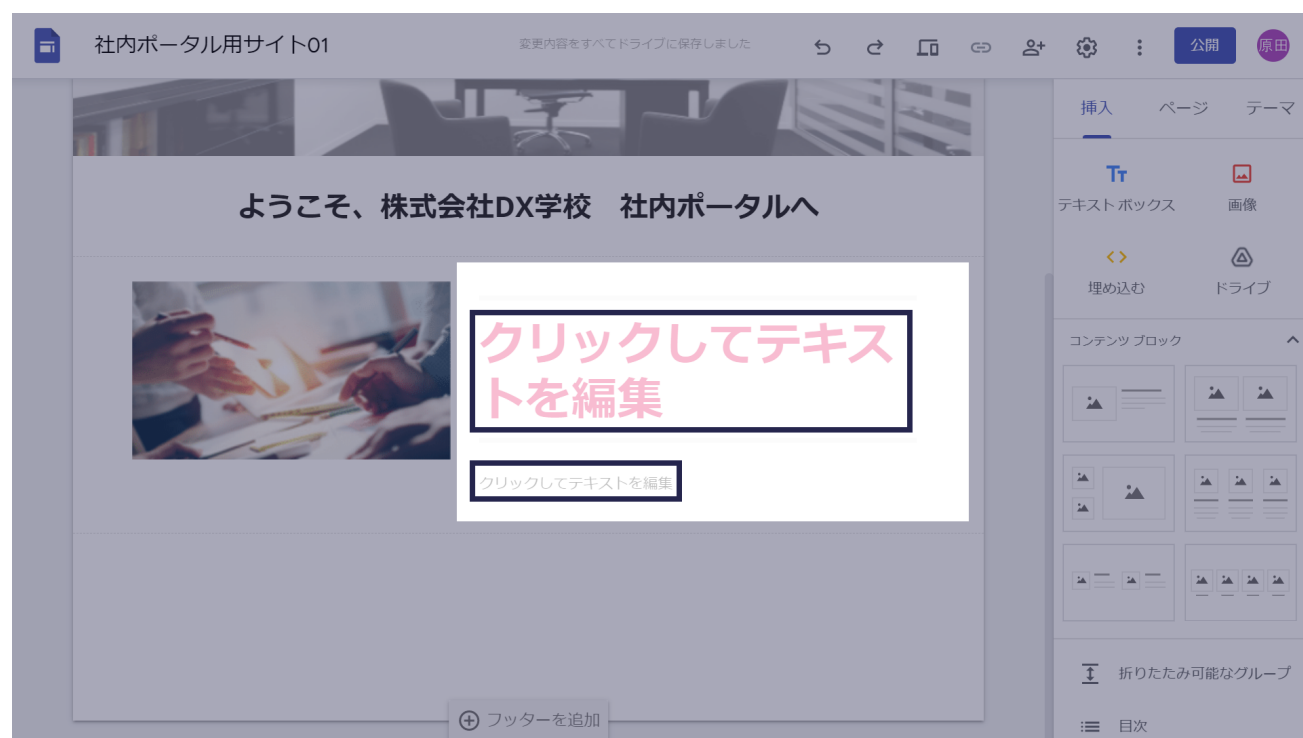 社内ポータル用サイト01
変更内容をすべてドライブに保存しました
公開
原田
挿入
ページ
テーマ
ようこそ、株式会社DX学校　社内ポータルへ
クリックしてテキス
トを編集
クリックしてテキストを編集
フッターを追加
Tт
テキスト ボックス
画像
埋め込む
ドライブ
コンテンツ ブロック
折りたたみ可能なグループ
目次